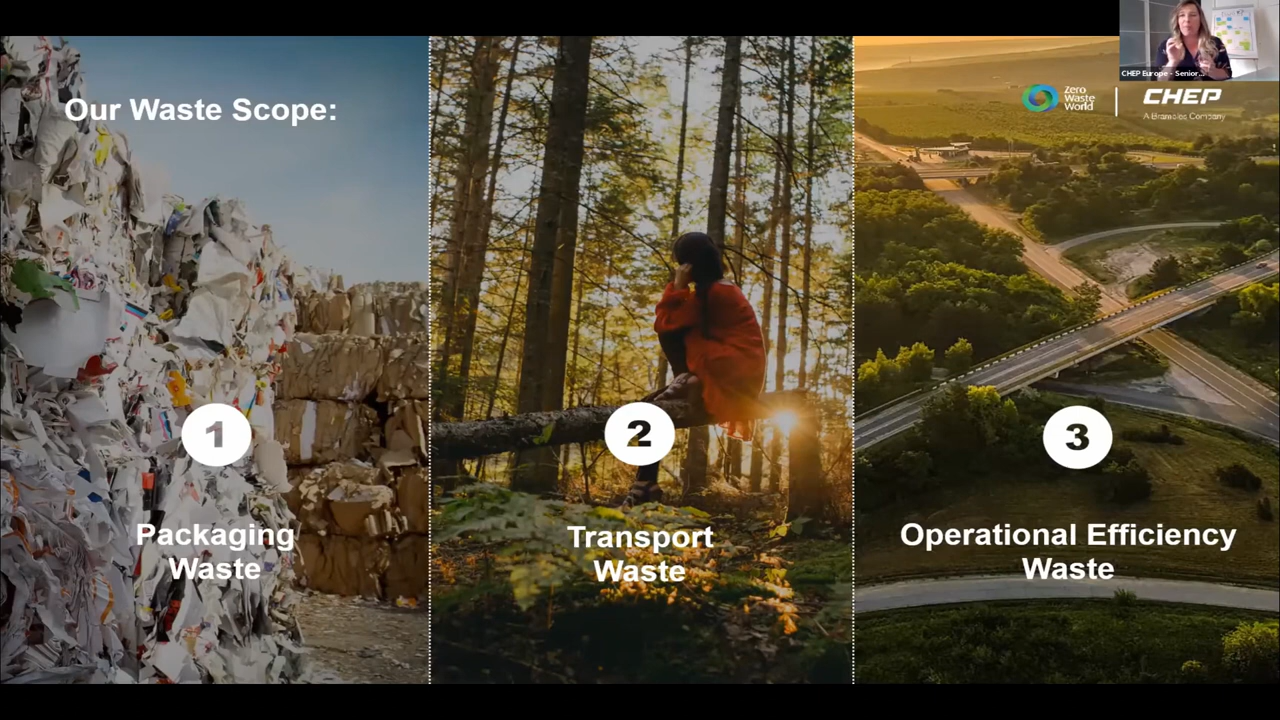 CHEP Europe - Senior...
Our Waste Scope:
Zero
Waste
World
CHEP
A Brambles Company
1
2
3
Packaging
Waste
Transport
Waste
Operational Efficiency
Waste